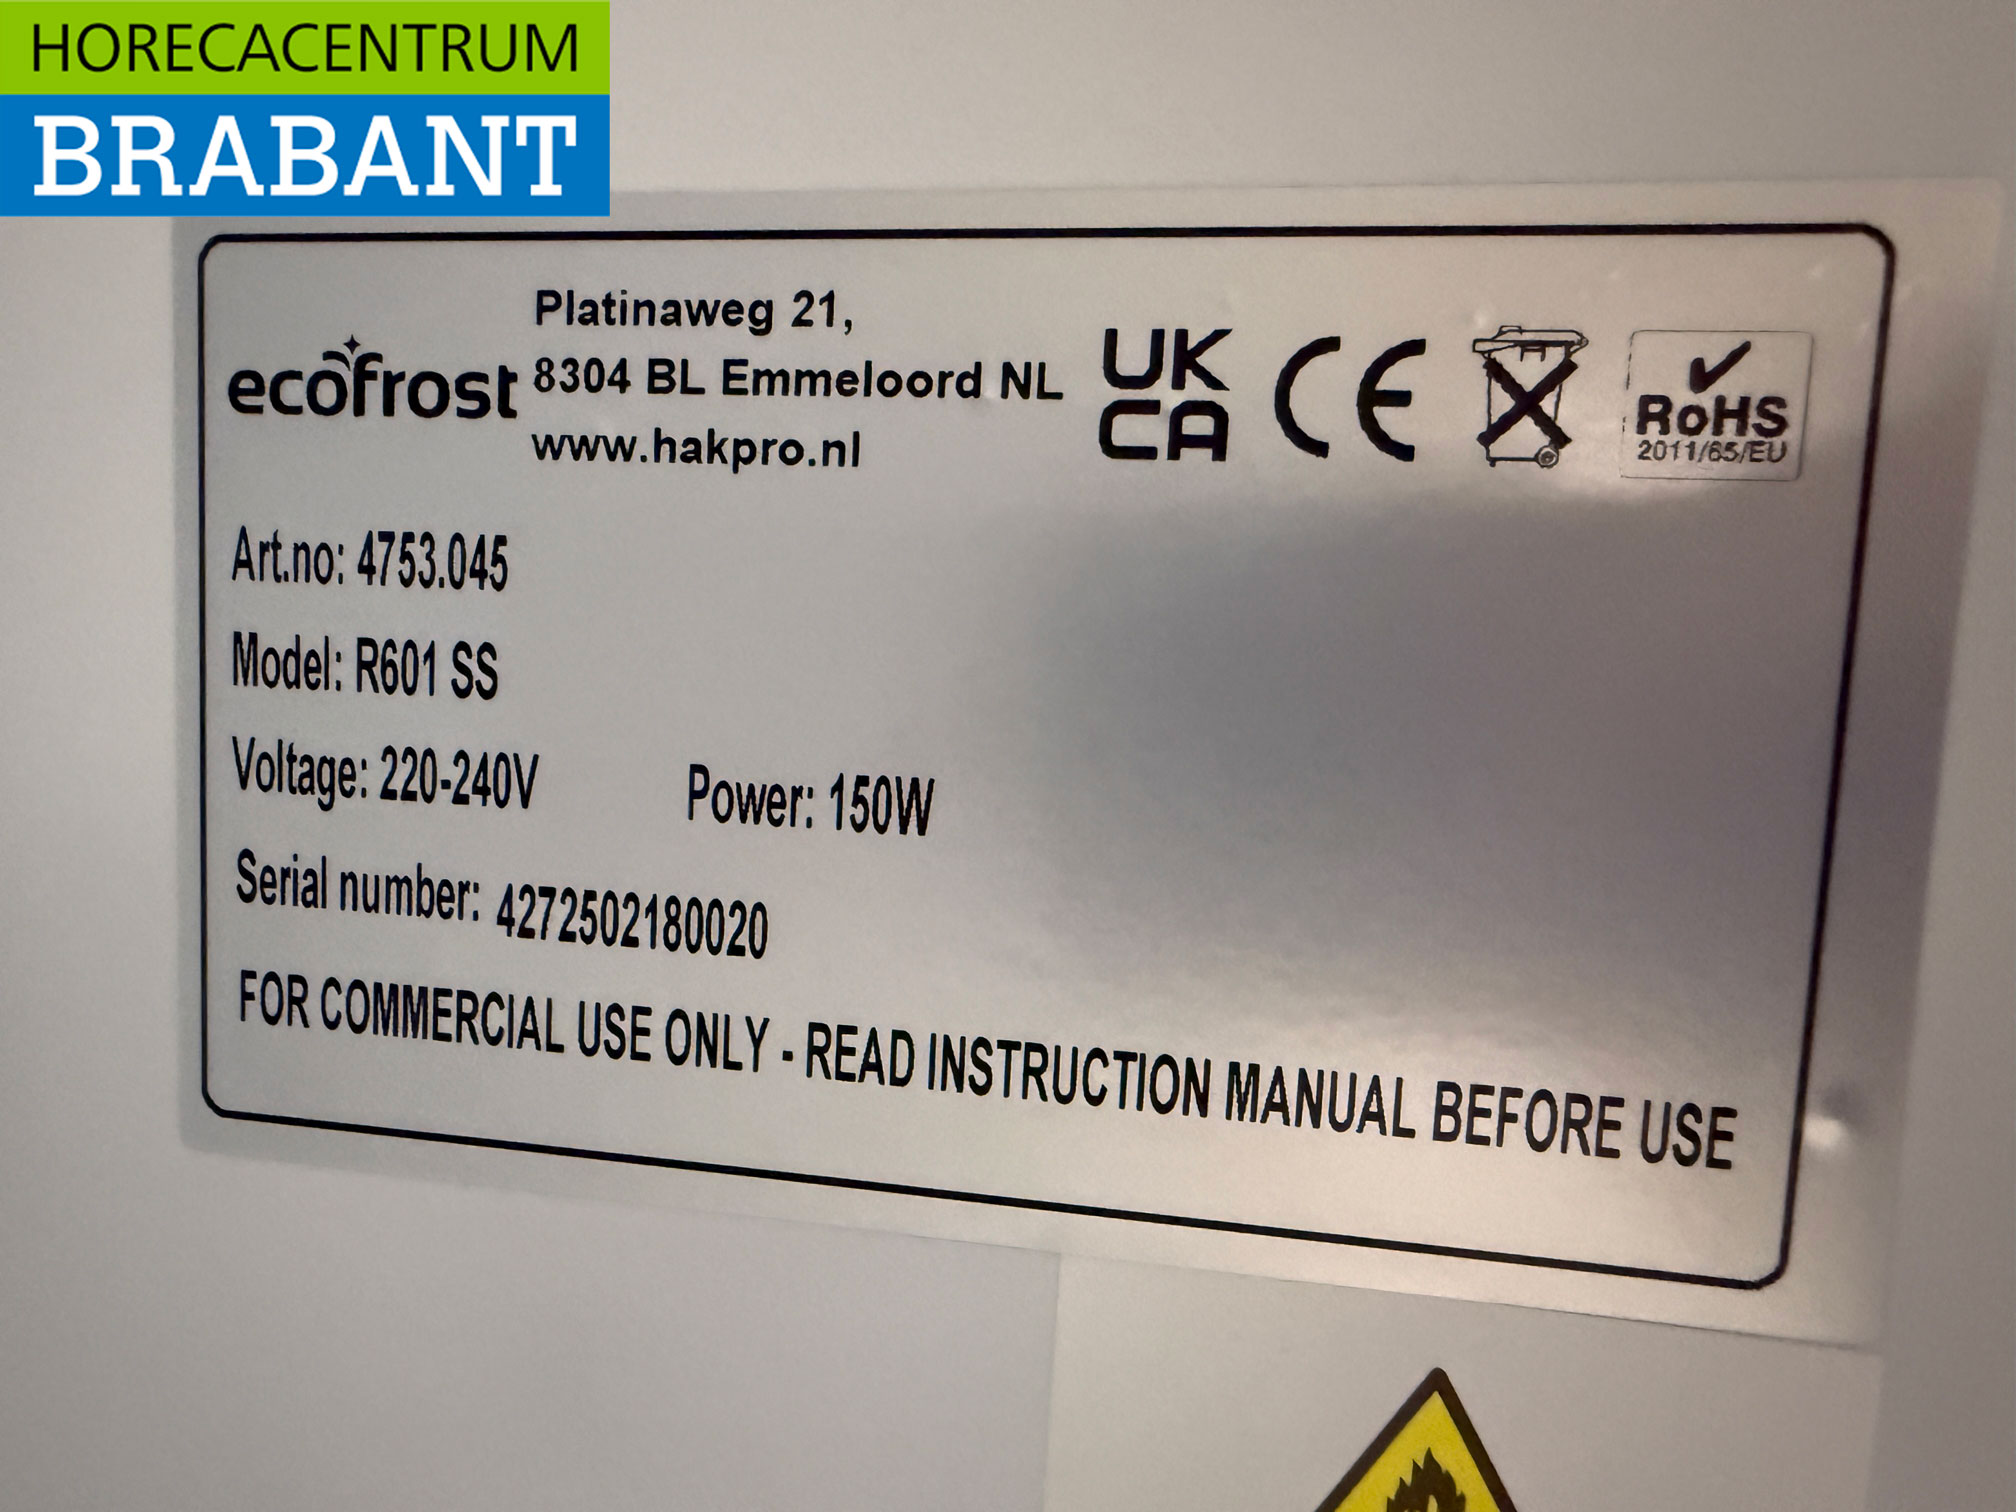 HORECACENTRUM
BRABANT
ecofrost
Platinaweg 21,
8304 BL Emmeloord NL
www.hakpro.nl
UK
CA
CE
RoHS
2011/65/EU
Art.no: 4753.045
Model: R601 SS
Voltage: 220-240V Power: 150W
Serial number: 4272502180020
FOR COMMERCIAL USE ONLY - READ INSTRUCTION MANUAL BEFORE USE